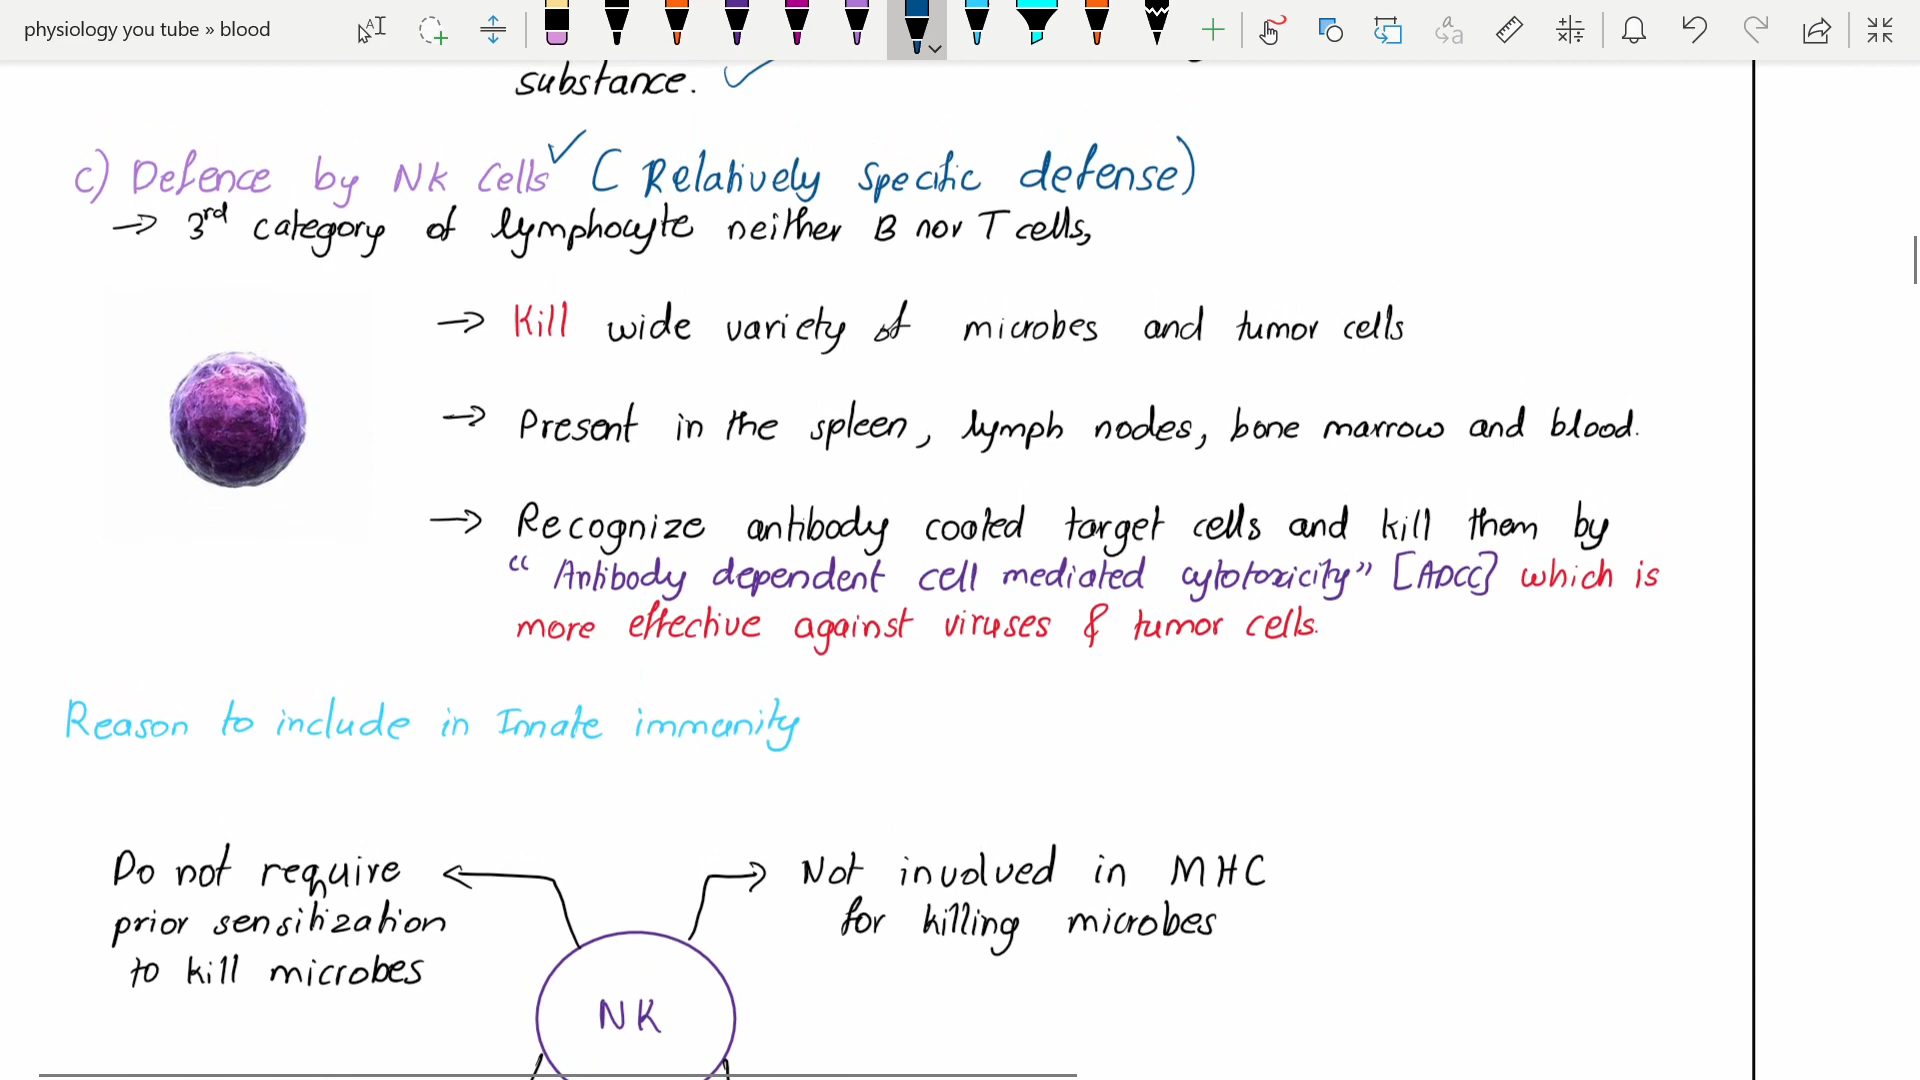 physiology you tube » blood
substance.
c) Defence by NK Cells ( Relatively Specific defense)
→ 3rd category of lymphocyte neither B nor T cells,
→ Kill wide variety of microbes and tumor cells
→ Present in the spleen, lymph nodes, bone marrow and blood.
→ Recognize antibody cooted target cells and kill them by
“ Antibody dependent cell mediated cytotoxicity” [ADCC] which is
more effective against viruses & tumor cells.
Reason to include in Innate immunity
Do not require
prior sensitization
to kill microbes
Not involved in MHC
for killing microbes
NK